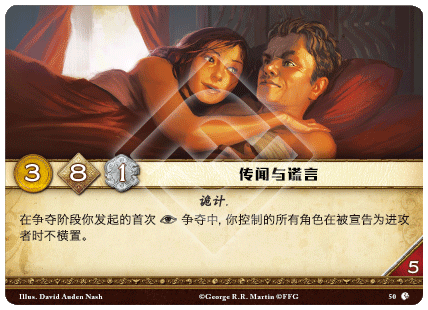 3 8 1 传闻与谎言
诡计.
在争夺阶段你发起的首次 争夺中, 你控制的所有角色在被宣告为进攻
者时不横置。
5
Illus. David Auden Nash ©George R.R. Martin ©FFG 50